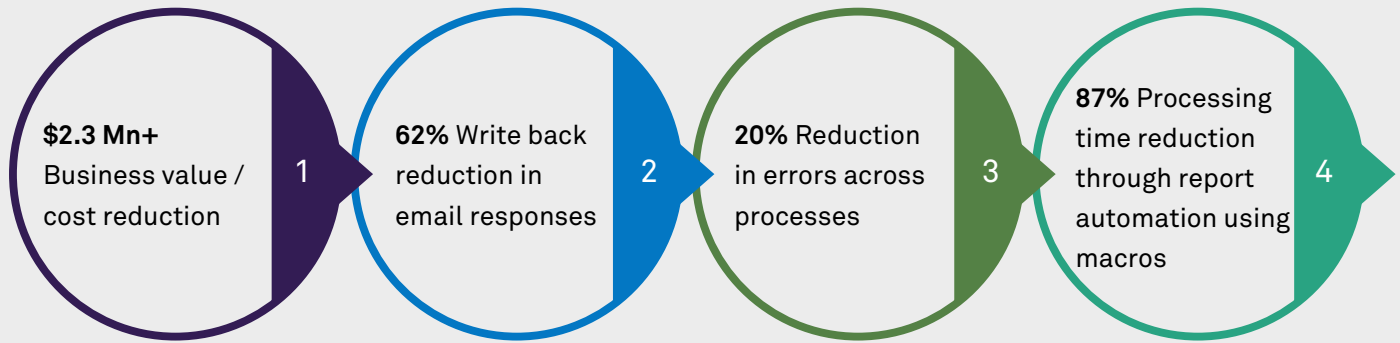 $2.3 Mn+
Business value /
cost reduction
1
62% Write back
reduction in
email responses
2
20% Reduction
in errors across
processes
3
87% Processing
time reduction
through report
automation using
macros
4